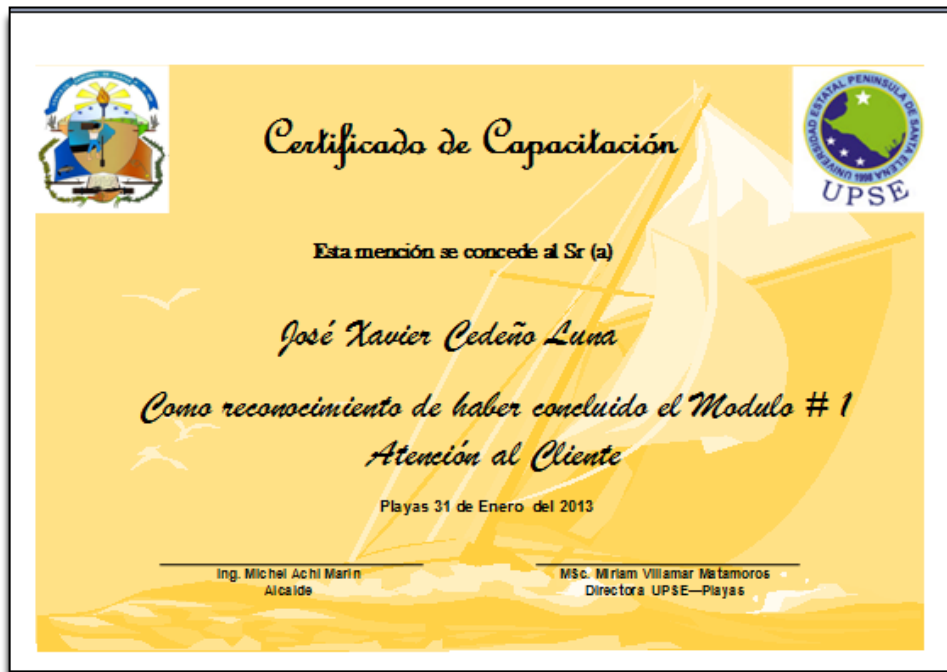 Certificado de Capacitación
UNIVERSIDAD ESTATAL PENINSULA DE SANTA ELENA
1998
UPSE
Esta mención se concede al Sr (a)
José Xavier Cedeño Luna
Como reconocimiento de haber concluido el Modulo # 1
Atención al Cliente
Playas 31 de Enero del 2013
Ing. Michel Achi Marin
Alcalde
MSc. Miriam Villamar Matamoros
Directora UPSE—Playas